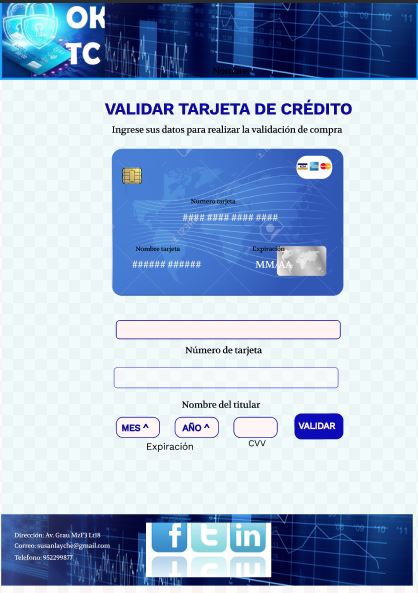 OK
TC
VALIDAR TARJETA DE CRÉDITO
Ingrese sus datos para realizar la validación de compra
Numero tarjeta
#### #### #### ####
Nombre tarjeta
Expiración
###### ######
MM/AA
Número de tarjeta
Nombre del titular
MES ^
AÑO ^
VALIDAR
Expiración
CVV
Dirección: Av. Grau MzF3 Lt18
Correo: susanlayche@gmail.com
Telefono: 952299877
f t in